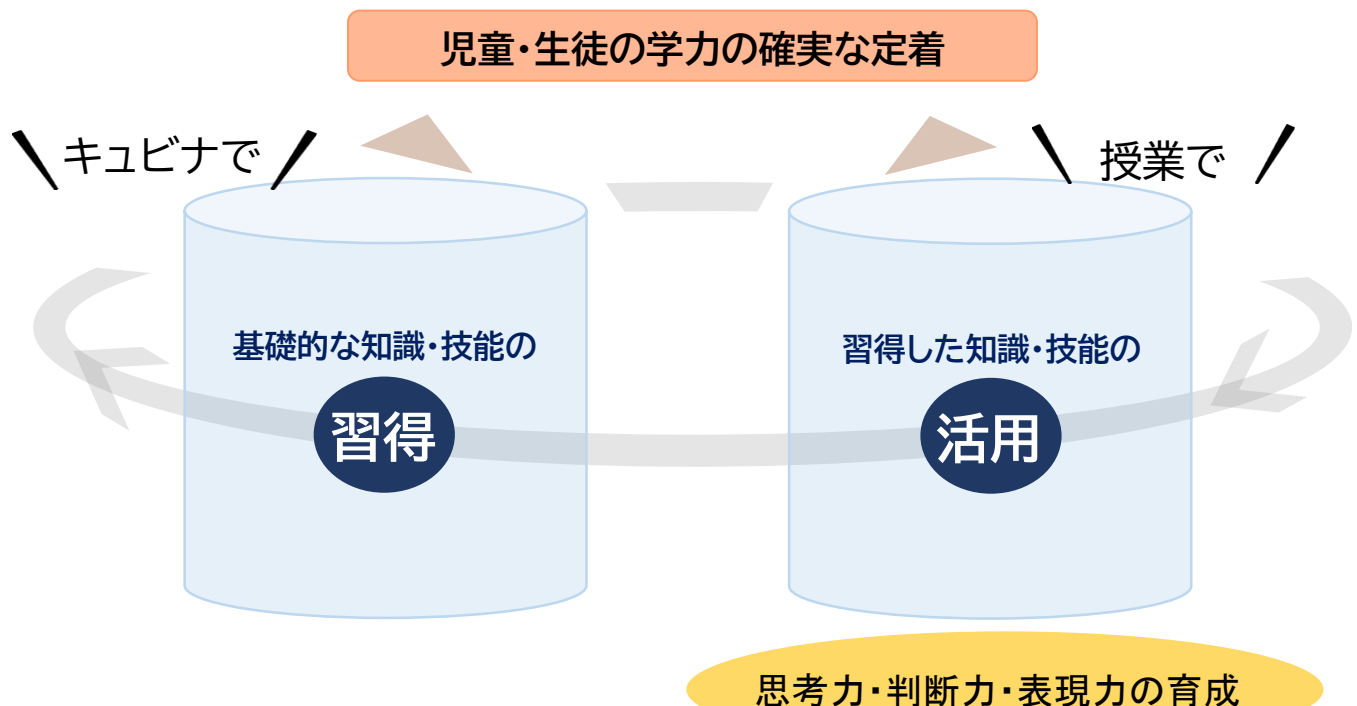 児童・生徒の学力の確実な定着
キュビナで
授業で
基礎的な知識・技能の
習得
習得した知識・技能の
活用
思考力・判断力・表現力の育成